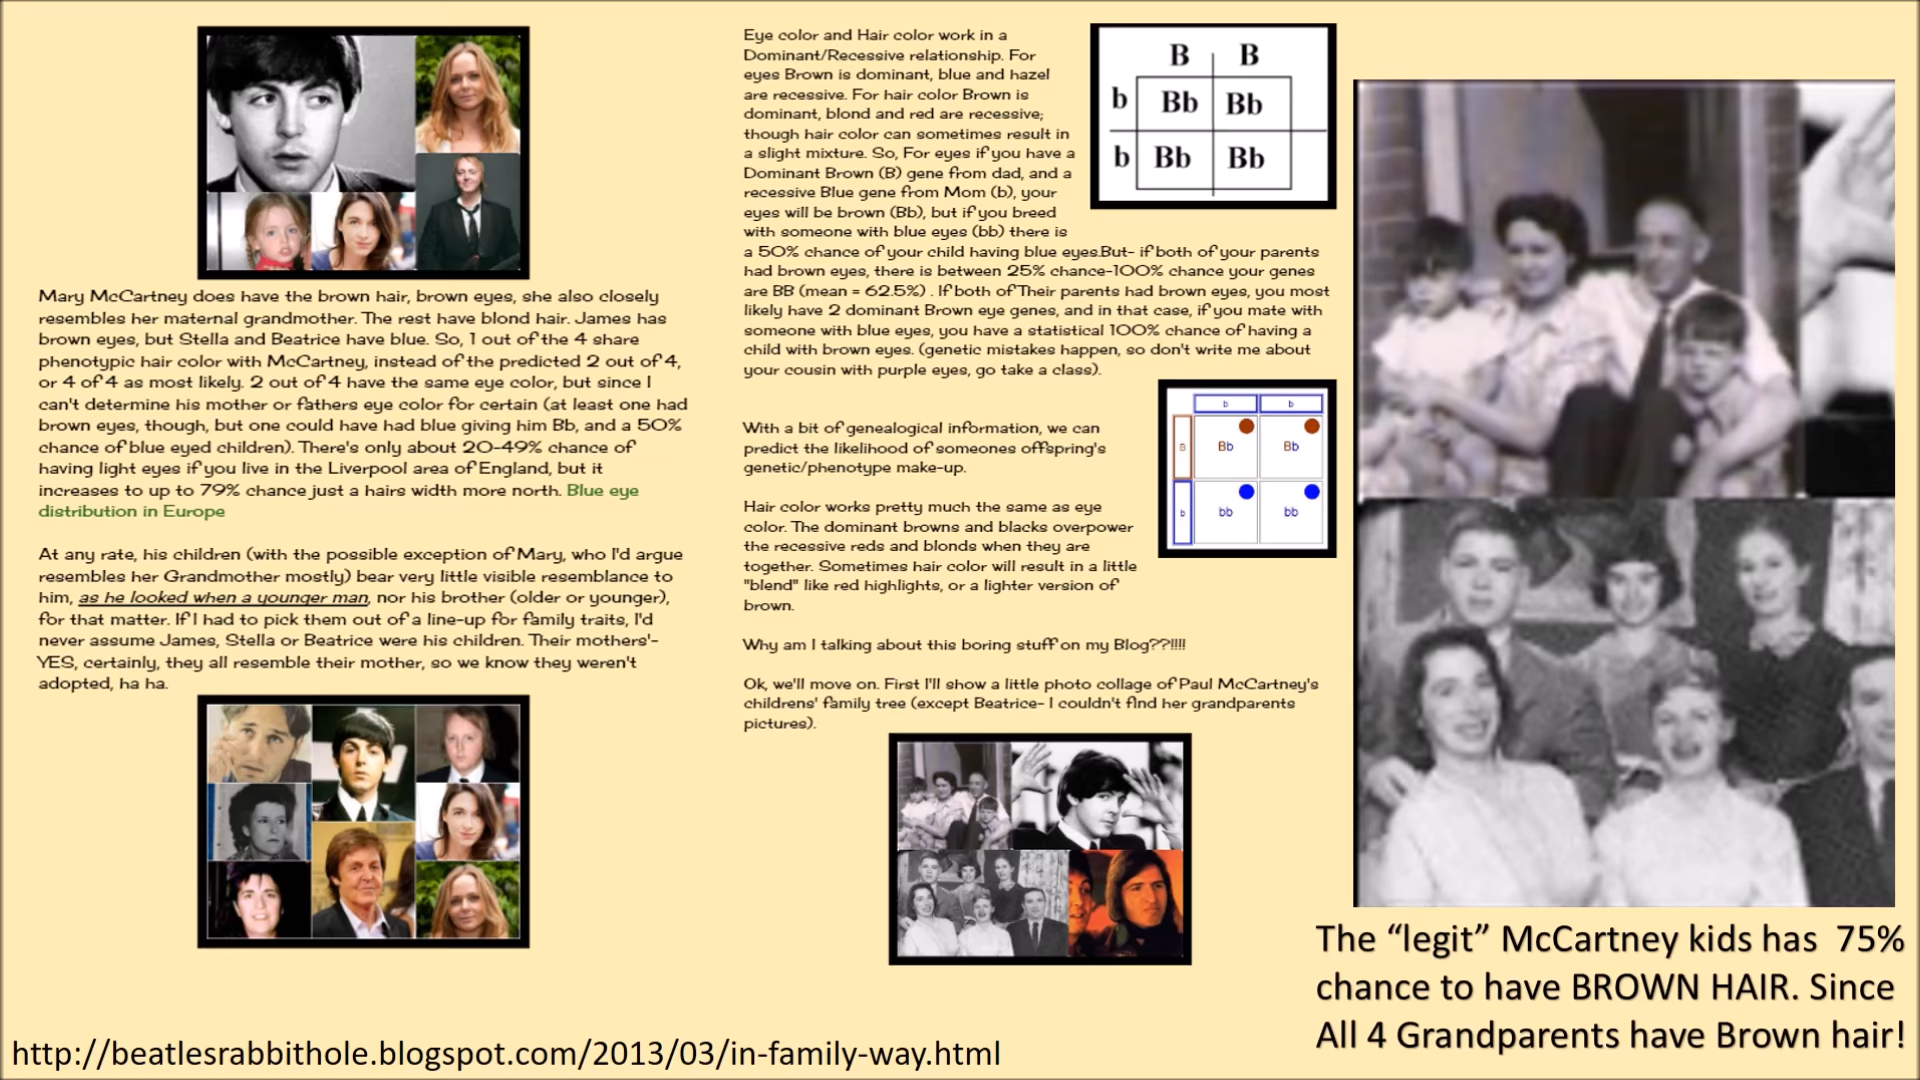 Mary McCartney does have the brown hair, brown eyes, she also closely
resembles her maternal grandmother. The rest have blond hair. James has
brown eyes, but Stella and Beatrice have blue. So, 1 out of the 4 share
phenotypic hair color with McCartney, instead of the predicted 2 out of 4,
or 4 of 4 as most likely. 2 out of 4 have the same eye color, but since I
can't determine his mother or fathers eye color for certain (at least one had
brown eyes, though, but one could have had blue giving him Bb, and a 50%
chance of blue eyed children). There's only about 20-49% chance of
having light eyes if you live in the Liverpool area of England, but it
increases to up to 79% chance just a hairs width more north. Blue eye
distribution in Europe
At any rate, his children (with the possible exception of Mary, who I'd argue
resembles her Grandmother mostly) bear very little visible resemblance to
him, as he looked when a younger man, nor his brother (older or younger),
for that matter. If I had to pick them out of a line-up for family traits, I'd
never assume James, Stella or Beatrice were his children. Their mothers'-
YES, certainly, they all resemble their mother, so we know they weren't
adopted, ha ha.
Eye color and Hair color work in a
Dominant/Recessive relationship. For
eyes Brown is dominant, blue and hazel
are recessive. For hair color Brown is
dominant, blond and red are recessive;
though hair color can sometimes result in
a slight mixture. So, For eyes if you have a
Dominant Brown (B) gene from dad, and a
recessive Blue gene from Mom (b), your
eyes will be brown (Bb), but if you breed
with someone with blue eyes (bb) there is
a 50% chance of your child having blue eyes.But- if both of your parents
had brown eyes, there is between 25% chance-100% chance your genes
are BB (mean = 62.5%) . If both of Their parents had brown eyes, you most
likely have 2 dominant Brown eye genes, and in that case, if you mate with
someone with blue eyes, you have a statistical 100% chance of having a
child with brown eyes. (genetic mistakes happen, so don't write me about
your cousin with purple eyes, go take a class).
B B
b Bb Bb
b Bb Bb
With a bit of genealogical information, we can
predict the likelihood of someones offspring's
genetic/phenotype make-up.
Hair color works pretty much the same as eye
color. The dominant browns and blacks overpower
the recessive reds and blonds when they are
together. Sometimes hair color will result in a little
"blend" like red highlights, or a lighter version of
brown.
b b
B Bb Bb
b bb bb
Why am I talking about this boring stuff on my Blog??!!!!
Ok, we'll move on. First I'll show a little photo collage of Paul McCartney's
childrens' family tree (except Beatrice- I couldn't find her grandparents
pictures).
The “legit” McCartney kids has 75%
chance to have BROWN HAIR. Since
All 4 Grandparents have Brown hair!
http://beatlesrabbithole.blogspot.com/2013/03/in-family-way.html